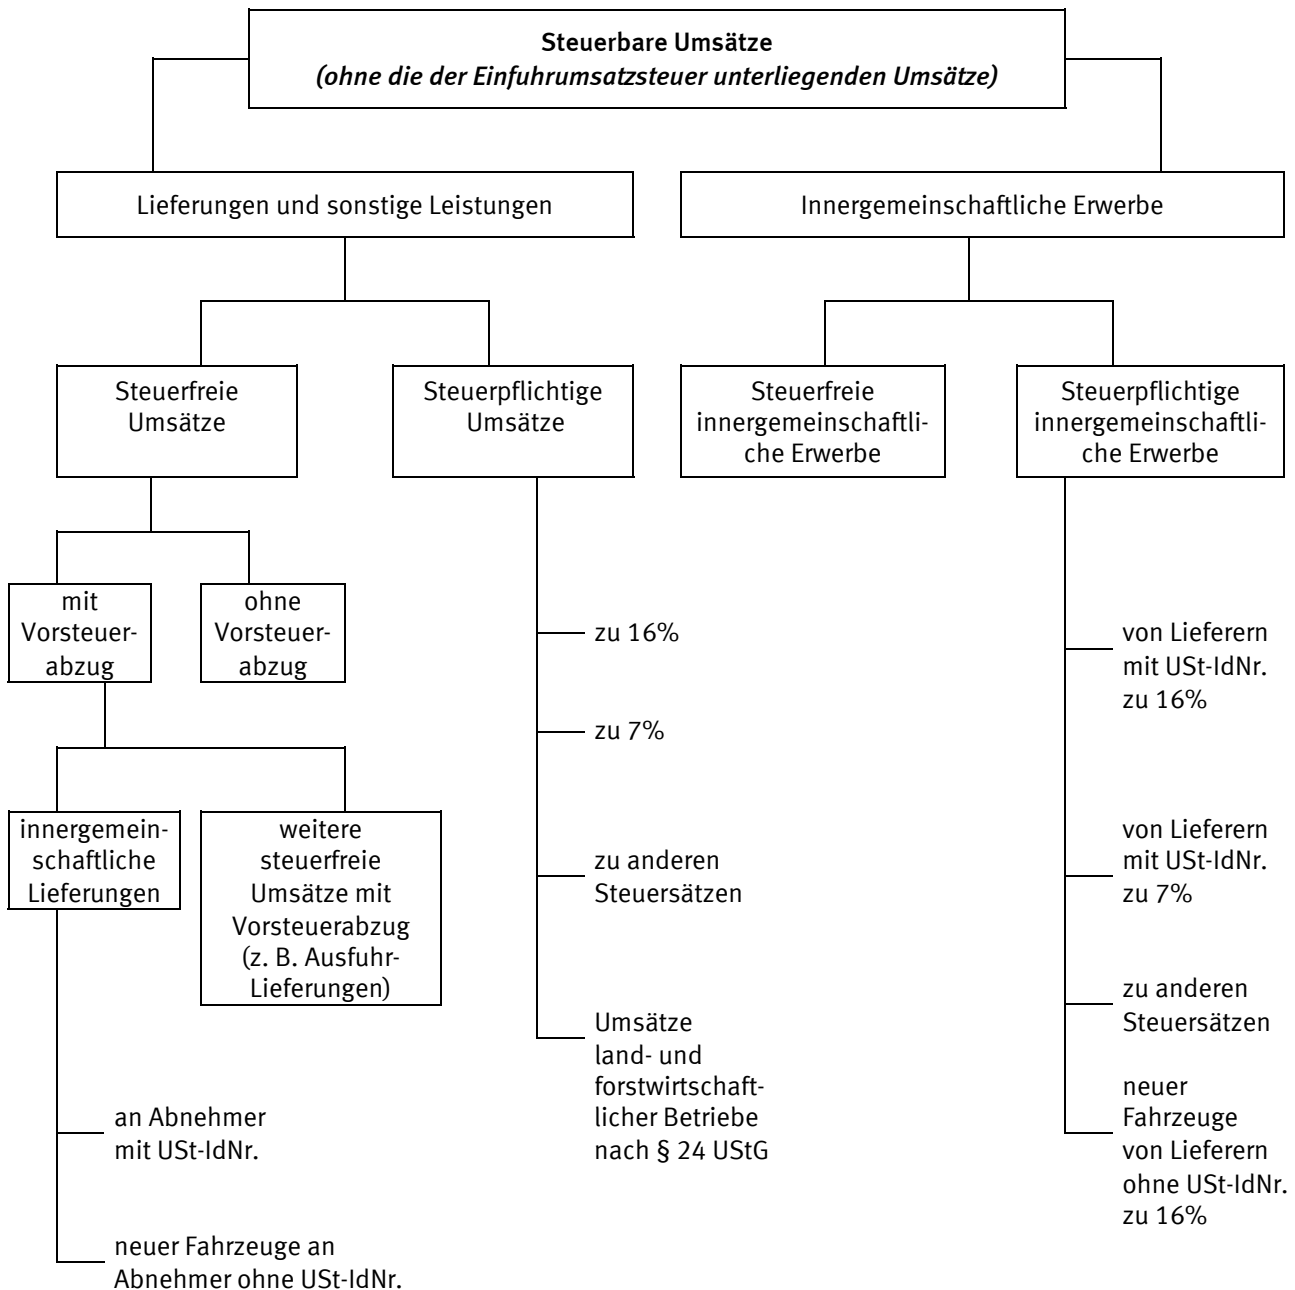 Steuerbare Umsätze
(ohne die der Einfuhrumsatzsteuer unterliegenden Umsätze)
Lieferungen und sonstige Leistungen
Innergemeinschaftliche Erwerbe
Steuerfreie
Umsätze
Steuerpflichtige
Umsätze
Steuerfreie
innergemeinschaftli-
che Erwerbe
Steuerpflichtige
innergemeinschaftli-
che Erwerbe
mit
Vorsteuer-
abzug
ohne
Vorsteuer-
abzug
innergemein-
schaftliche
Lieferungen
weitere
steuerfreie
Umsätze mit
Vorsteuerabzug
(z. B. Ausfuhr-
Lieferungen)
an Abnehmer
mit USt-IdNr.
neuer Fahrzeuge an
Abnehmer ohne USt-IdNr.
zu 16%
zu 7%
zu anderen
Steuersätzen
Umsätze
land- und
forstwirtschaft-
licher Betriebe
nach § 24 UStG
von Lieferern
mit USt-IdNr.
zu 16%
von Lieferern
mit USt-IdNr.
zu 7%
zu anderen
Steuersätzen
neuer
Fahrzeuge
von Lieferern
ohne USt-IdNr.
zu 16%